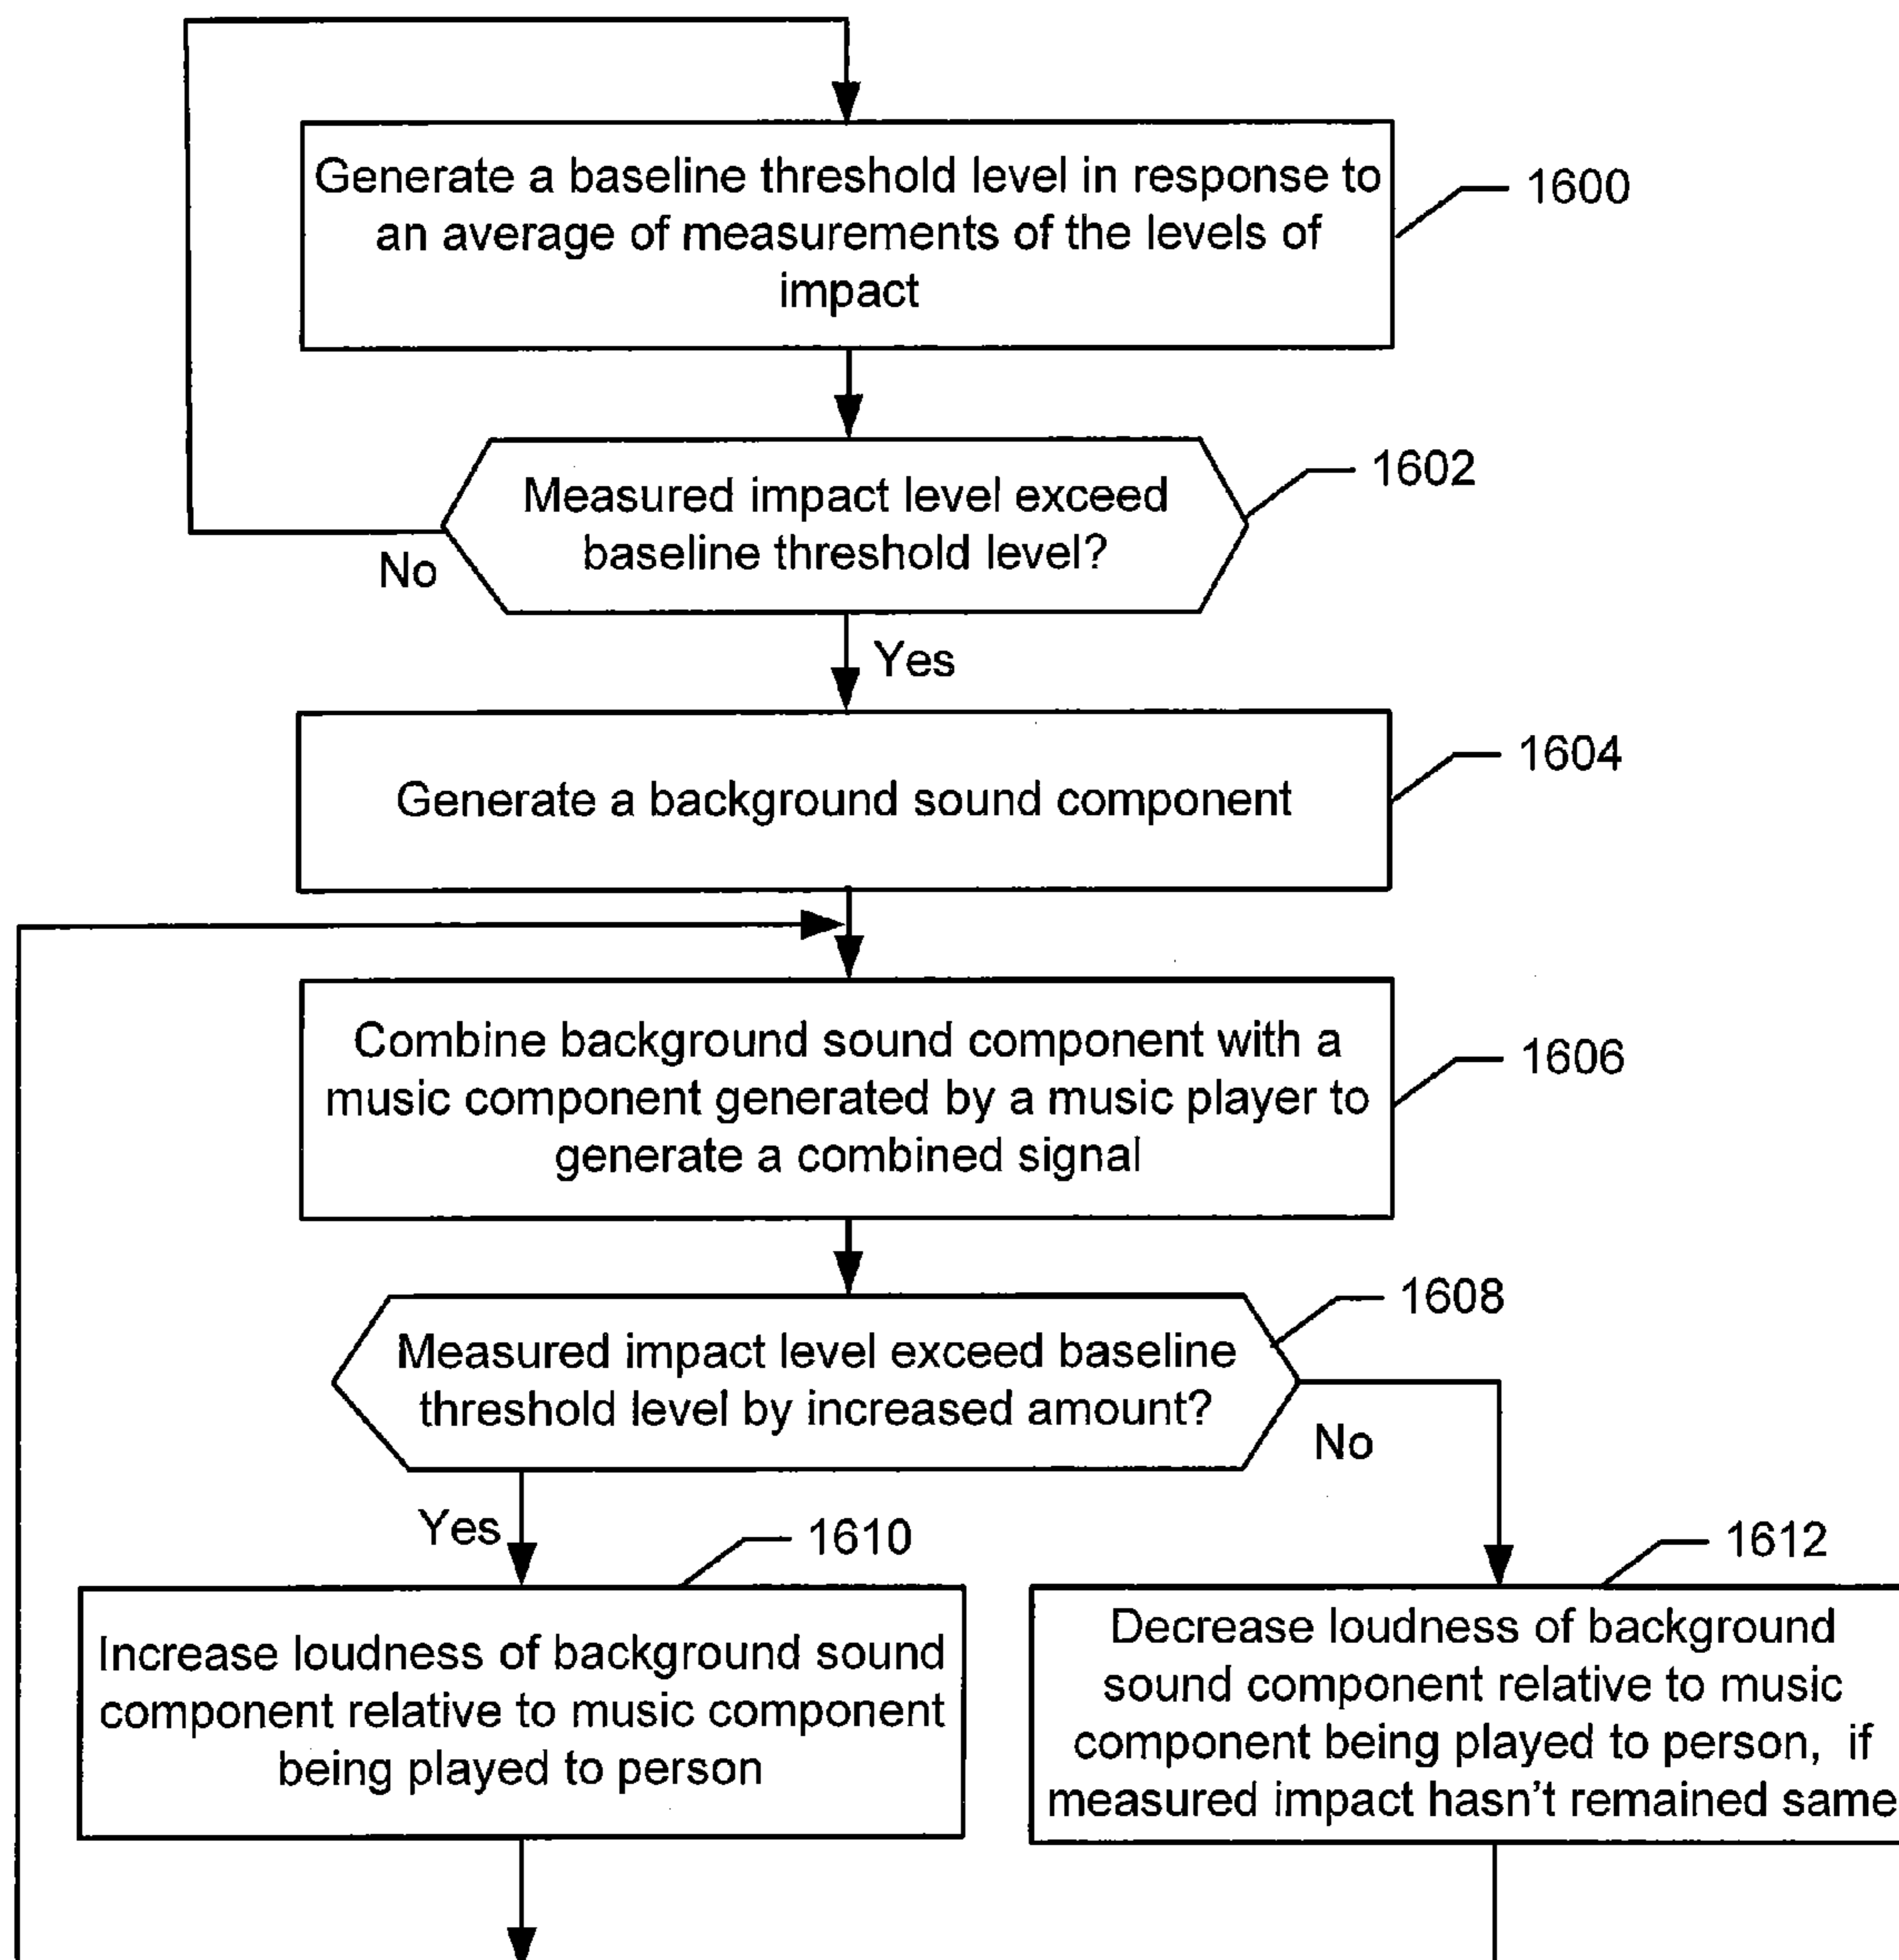 Generate a baseline threshold level in response to
an average of measurements of the levels of
impact
1600
Measured impact level exceed
baseline threshold level?
1602
No
Yes
Generate a background sound component
1604
Combine background sound component with a
music component generated by a music player to
generate a combined signal
1606
Measured impact level exceed baseline
threshold level by increased amount?
1608
No
Yes
1610
1612
Increase loudness of background sound
component relative to music component
being played to person
Decrease loudness of background
sound component relative to music
component being played to person, if
measured impact hasn't remained same